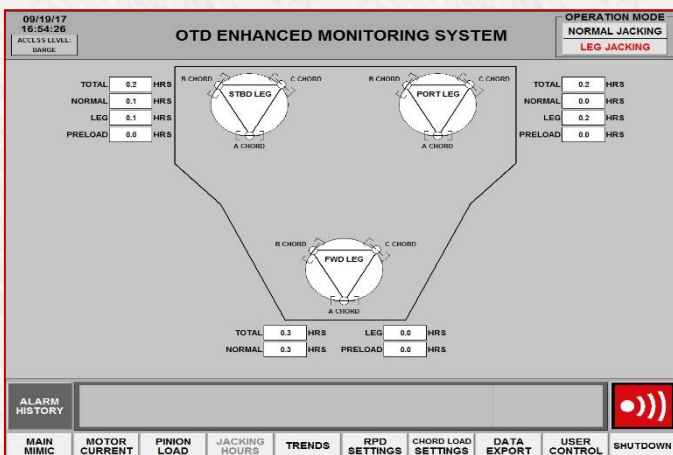 09/19/17
16:54:26
ACCESS LEVEL:
BARGE
OTD ENHANCED MONITORING SYSTEM
OPERATION MODE
NORMAL JACKING
LEG JACKING
TOTAL 0.2 HRS
NORMAL 0.1 HRS
LEG 0.1 HRS
PRELOAD 0.0 HRS
B CHORD C CHORD
STBD LEG
A CHORD
B CHORD C CHORD
PORT LEG
A CHORD
TOTAL 0.2 HRS
NORMAL 0.0 HRS
LEG 0.2 HRS
PRELOAD 0.0 HRS
B CHORD C CHORD
FWD LEG
A CHORD
TOTAL 0.3 HRS LEG 0.0 HRS
NORMAL 0.3 HRS PRELOAD 0.0 HRS
ALARM
HISTORY
MAIN
MIMIC
MOTOR
CURRENT
PINION
LOAD
JACKING
HOURS
TRENDS
RPD
SETTINGS
CHORD LOAD
SETTINGS
DATA
EXPORT
USER
CONTROL
SHUTDOWN